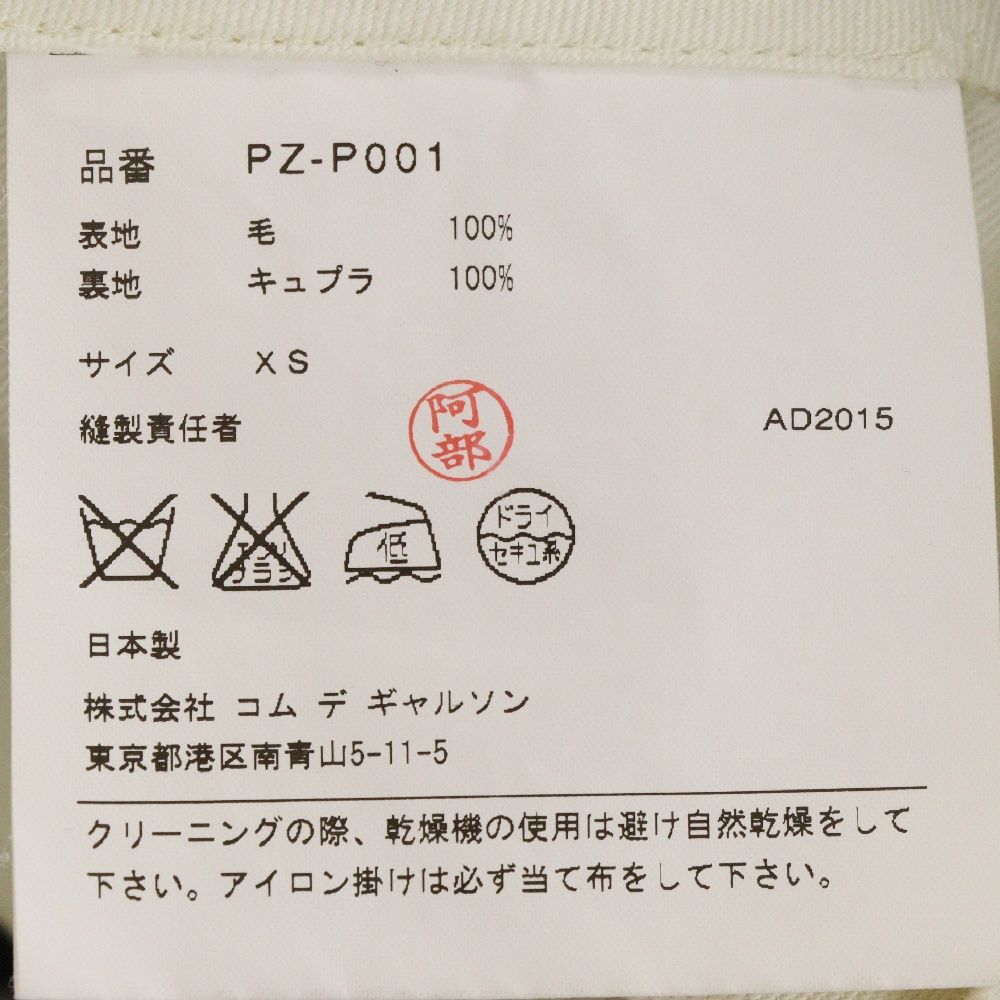 品番 PZ-P001
表地 毛 100%
裏地 キュプラ 100%
サイズ XS
縫製責任者 阿部 AD2015
エンソ 低 ドライ セキユ系
日本製
株式会社 コム デ ギャルソン
東京都港区南青山5-11-5
クリーニングの際、乾燥機の使用は避け自然乾燥をして
下さい。アイロン掛けは必ず当て布をして下さい。